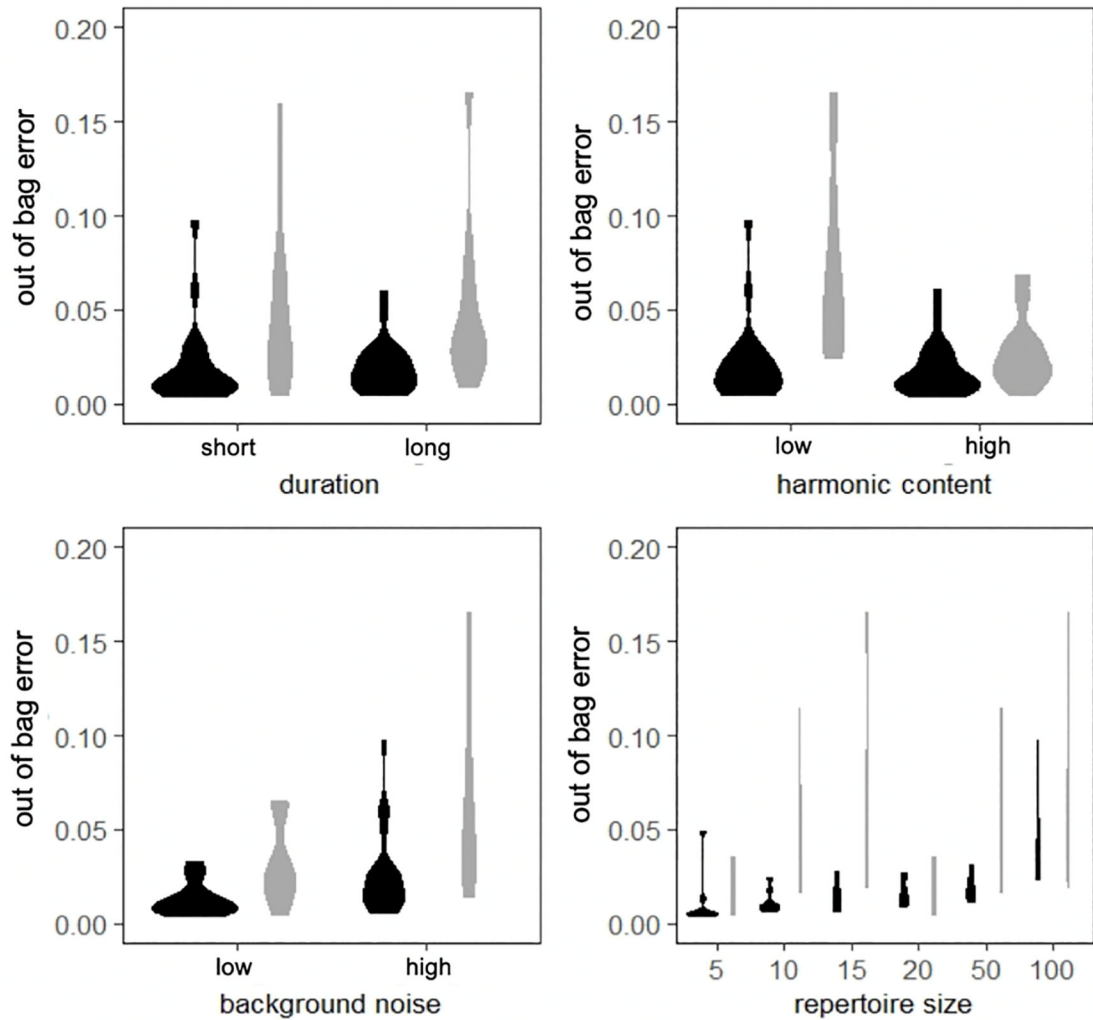 out of bag error
0.20
0.15
0.10
0.05
0.00
short long
duration
out of bag error
0.20
0.15
0.10
0.05
0.00
low high
harmonic content
out of bag error
0.20
0.15
0.10
0.05
0.00
low high
background noise
out of bag error
0.20
0.15
0.10
0.05
0.00
5 10 15 20 50 100
repertoire size